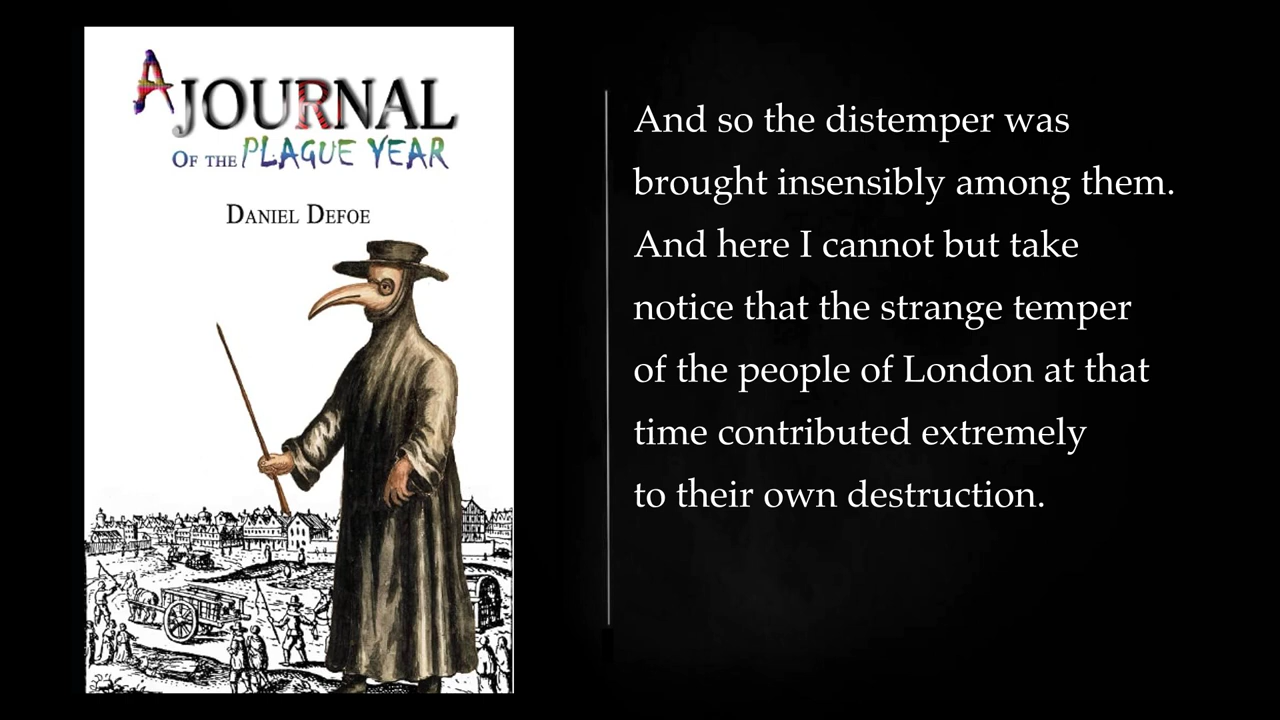 A JOURNAL
OF THE PLAGUE YEAR
DANIEL DEFOE
And so the distemper was
brought insensibly among them.
And here I cannot but take
notice that the strange temper
of the people of London at that
time contributed extremely
to their own destruction.